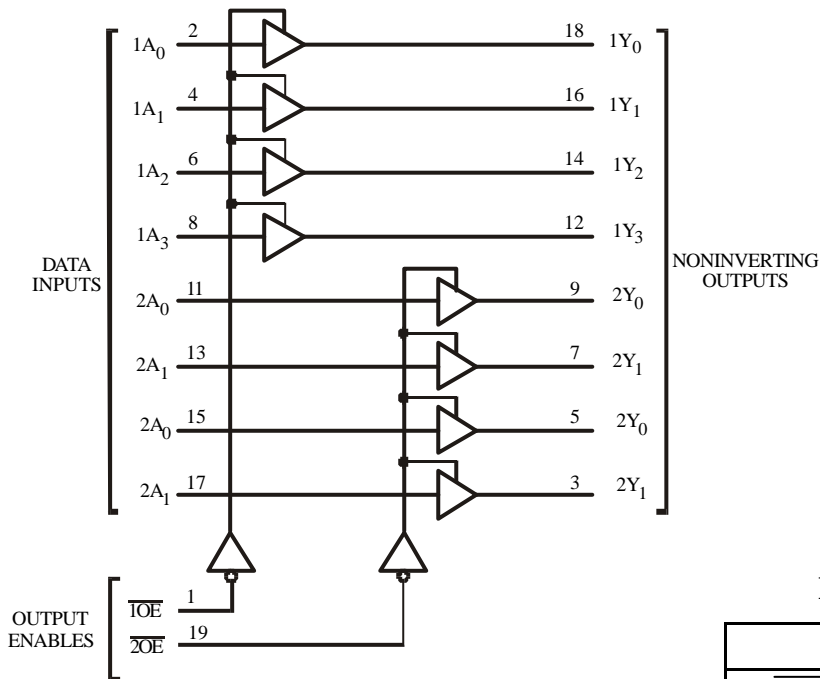 1A0 2 18 1Y0
1A1 4 16 1Y1
1A2 6 14 1Y2
1A3 8 12 1Y3
DATA
INPUTS
NONINVERTING
OUTPUTS
2A0 11 9 2Y0
2A1 13 7 2Y1
2A0 15 5 2Y0
2A1 17 3 2Y1
OUTPUT
ENABLES
1OE 1
2OE 19